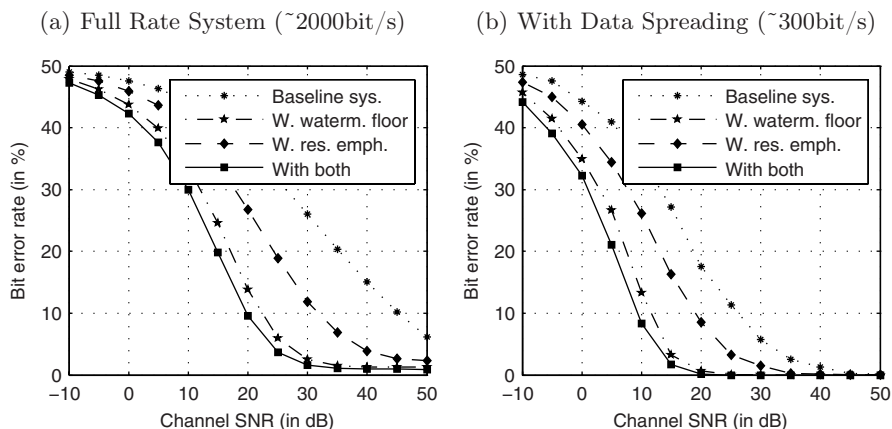 (a) Full Rate System (~2000bit/s)
50
40
30
20
10
0
Bit error rate (in %)
Baseline sys.
W. waterm. floor
W. res. emph.
With both
−10 0 10 20 30 40 50
Channel SNR (in dB)
(b) With Data Spreading (~300bit/s)
50
40
30
20
10
0
Bit error rate (in %)
Baseline sys.
W. waterm. floor
W. res. emph.
With both
−10 0 10 20 30 40 50
Channel SNR (in dB)